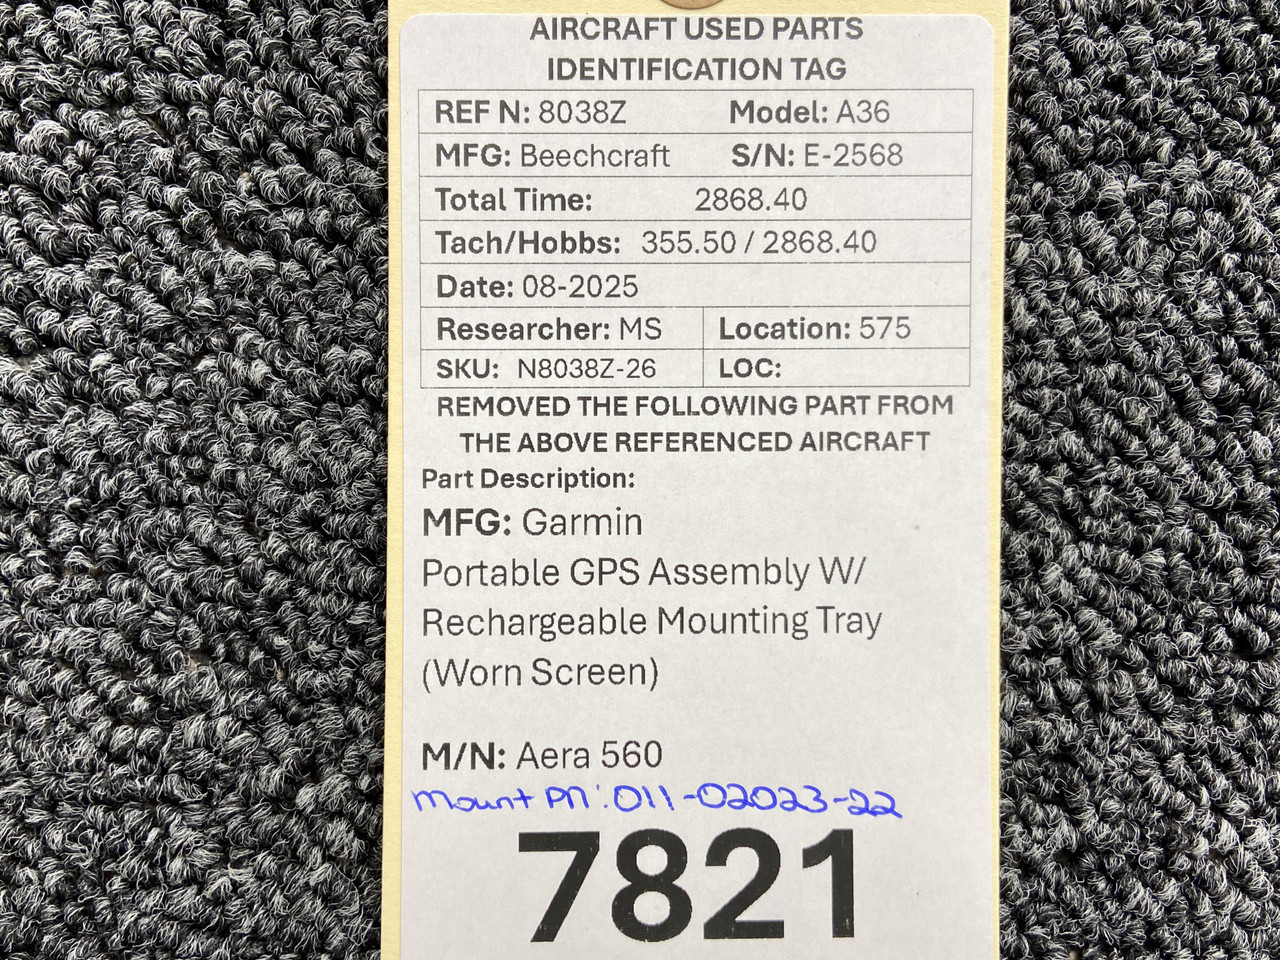 AIRCRAFT USED PARTS
IDENTIFICATION TAG
REF N: 8038Z Model: A36
MFG: Beechcraft S/N: E-2568
Total Time: 2868.40
Tach/Hobbs: 355.50 / 2868.40
Date: 08-2025
Researcher: MS Location: 575
SKU: N8038Z-26 LOC:
REMOVED THE FOLLOWING PART FROM
THE ABOVE REFERENCED AIRCRAFT
Part Description:
MFG: Garmin
Portable GPS Assembly W/
Rechargeable Mounting Tray
(Worn Screen)
M/N: Aera 560
Mount PN: 011-02023-22
7821